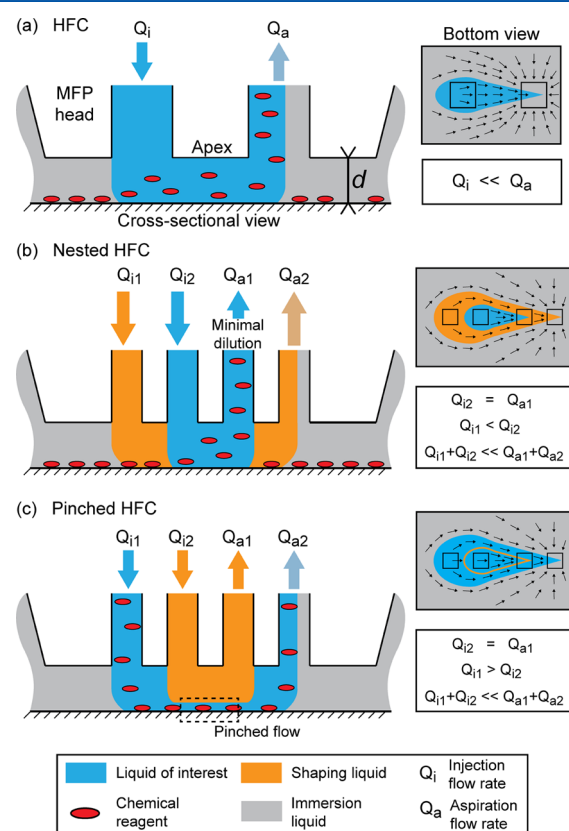 (a) HFC
Qi Qa
Bottom view
MFP
head
Apex
d
Qi << Qa
Cross-sectional view
(b) Nested HFC
Qi1 Qi2 Qa1 Qa2
Minimal
dilution
Qi2 = Qa1
Qi1 < Qi2
Qi1+Qi2 << Qa1+Qa2
(c) Pinched HFC
Qi1 Qi2 Qa1 Qa2
Qi2 = Qa1
Qi1 > Qi2
Qi1+Qi2 << Qa1+Qa2
Pinched flow
Liquid of interest
Shaping liquid
Qi Injection
flow rate
Chemical
reagent
Immersion
liquid
Qa Aspiration
flow rate